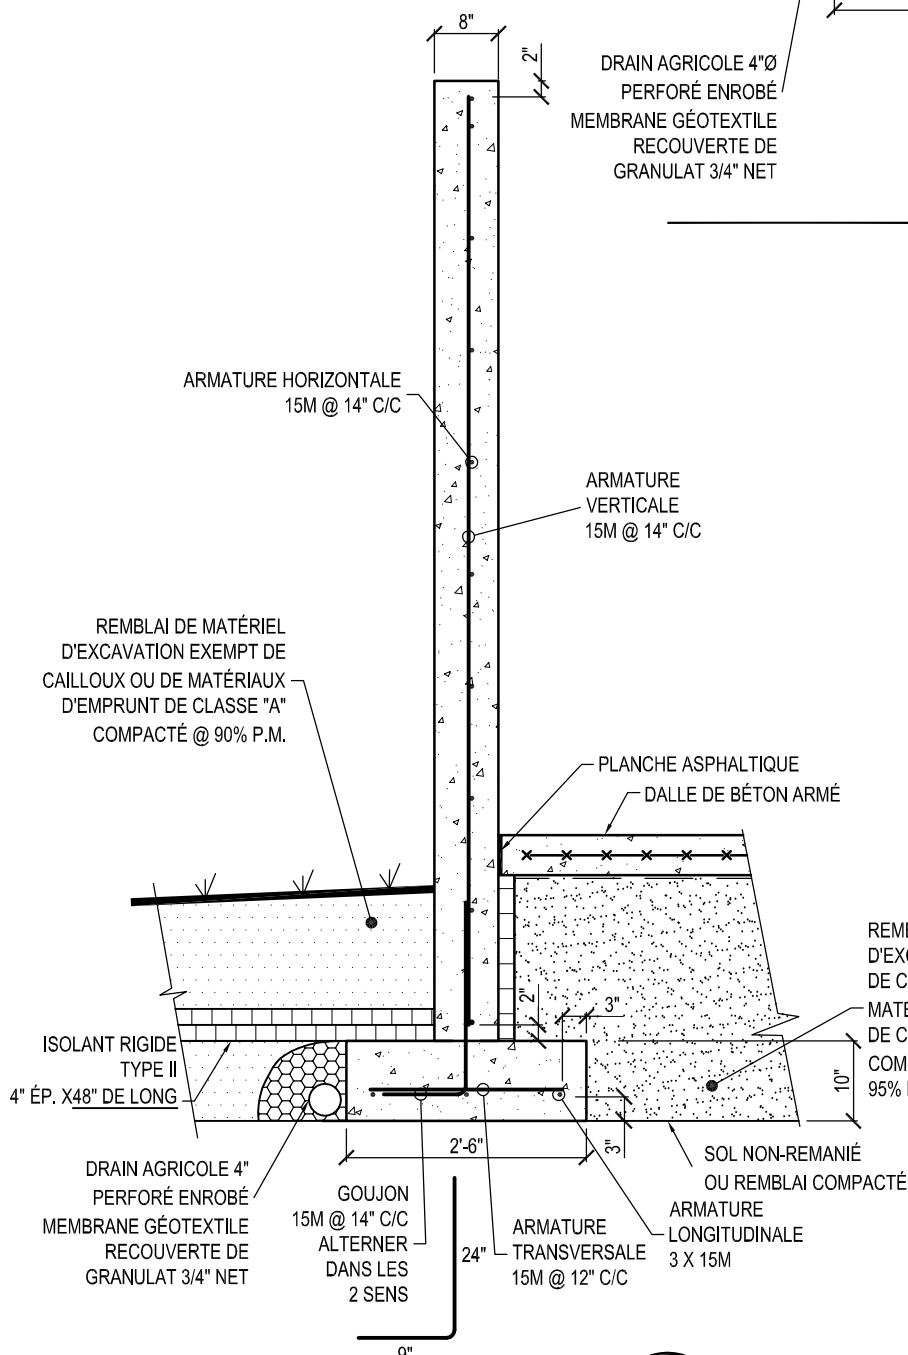 8"
2"
DRAIN AGRICOLE 4"Ø
PERFORÉ ENROBÉ
MEMBRANE GÉOTEXTILE
RECOUVERTE DE
GRANULAT 3/4" NET
ARMATURE HORIZONTALE
15M @ 14" C/C
ARMATURE
VERTICALE
15M @ 14" C/C
REMBLAI DE MATÉRIEL
D'EXCAVATION EXEMPT DE
CAILLOUX OU DE MATÉRIAUX
D'EMPRUNT DE CLASSE "A"
COMPACTÉ @ 90% P.M.
PLANCHE ASPHALTIQUE
DALLE DE BÉTON ARMÉ
2"
3"
DE C
DE C
95%
10"
3"
ISOLANT RIGIDE
TYPE II
4" ÉP. X48" DE LONG
2'-6"
SOL NON-REMANIÉ
OU REMBLAI COMPACTÉ
DRAIN AGRICOLE 4"
PERFORÉ ENROBÉ
MEMBRANE GÉOTEXTILE
RECOUVERTE DE
GRANULAT 3/4" NET
GOUJON
15M @ 14" C/C
ALTERNER
DANS LES
2 SENS
24"
9"
ARMATURE
TRANSVERSALE
15M @ 12" C/C
ARMATURE
LONGITUDINALE
3 X 15M